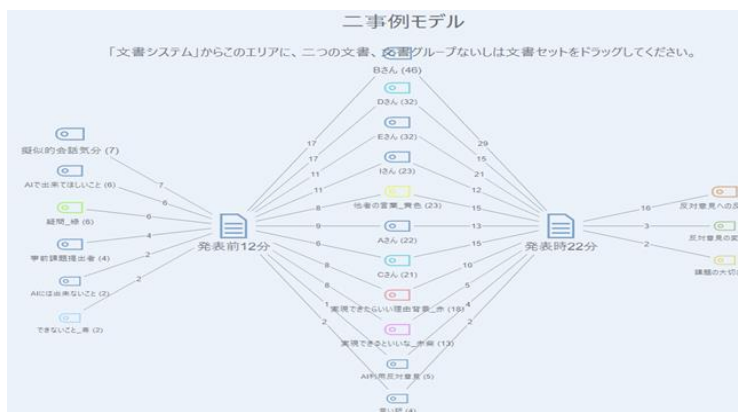 二事例モデル
「文書システム」からこのエリアに、二つの文書、文書グループないしは文書セットをドラッグしてください。
Bさん (46)
Dさん (32)
Eさん (32)
Iさん (23)
他者の言葉_黄色 (23)
Aさん (22)
Cさん (21)
実現できたらいい理由背景_赤 (18)
実現できるといいな_赤紫 (13)
AI利用反対意見 (5)
(4)
擬似的会話気分 (7)
AIで出来てほしいこと (6)
疑問_緑 (6)
事前課題提出者 (4)
AIには出来ないこと (2)
できないこと_青 (2)
発表前12分
発表時22分
反対意見への反
反対意見の変
課題の大切
7
6
6
4
2
2
17
17
11
11
8
9
6
8
8
1
2
29
15
21
12
15
13
15
10
5
4
2
16
3
2